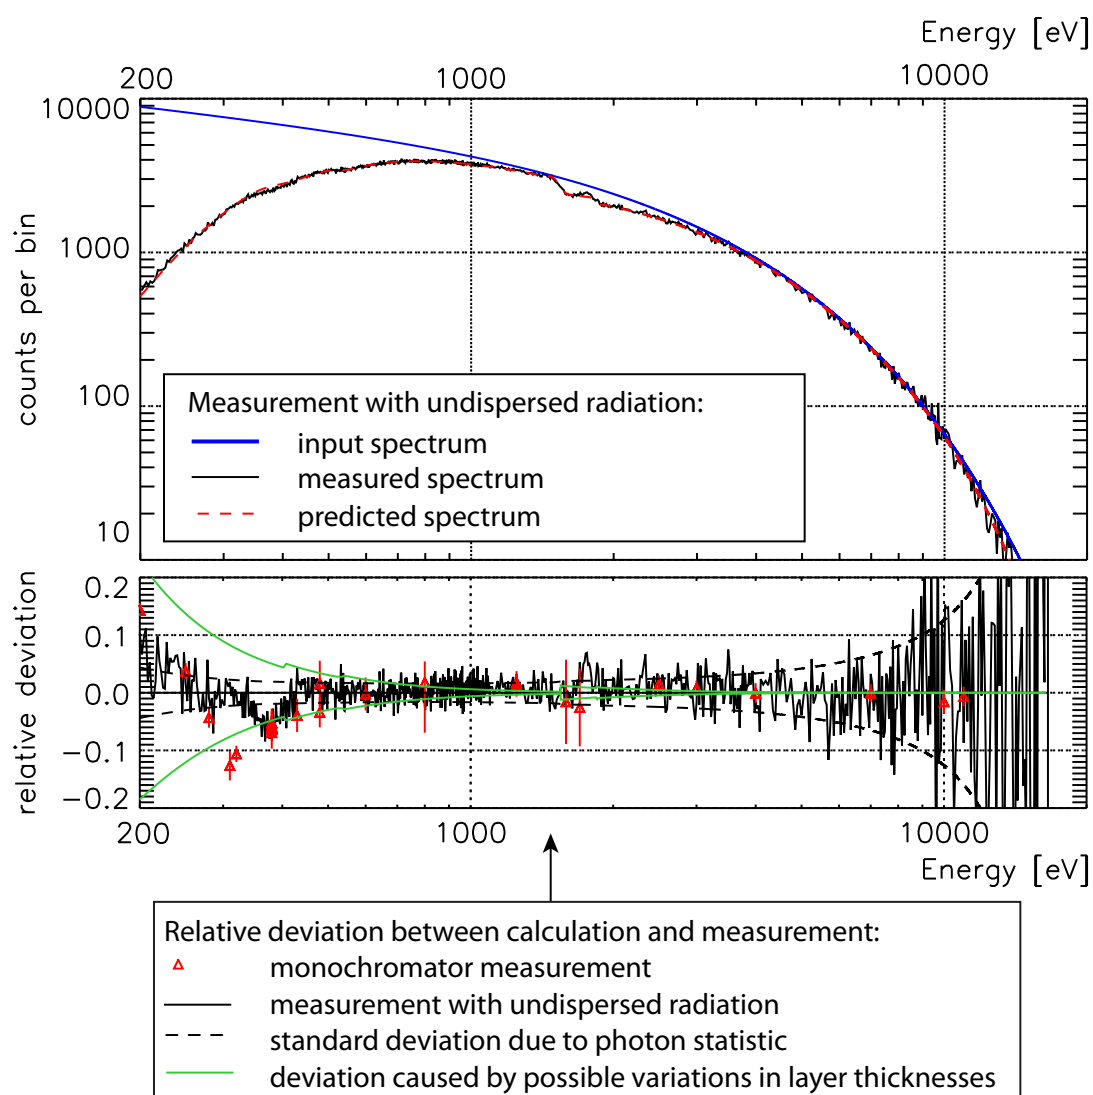 Energy [eV]
200 1000 10000
10000
1000
100
10
counts per bin
Measurement with undispersed radiation:
input spectrum
measured spectrum
predicted spectrum
0.2
0.1
0.0
−0.1
−0.2
relative deviation
200 1000 10000
Energy [eV]
Relative deviation between calculation and measurement:
monochromator measurement
measurement with undispersed radiation
standard deviation due to photon statistic
deviation caused by possible variations in layer thicknesses